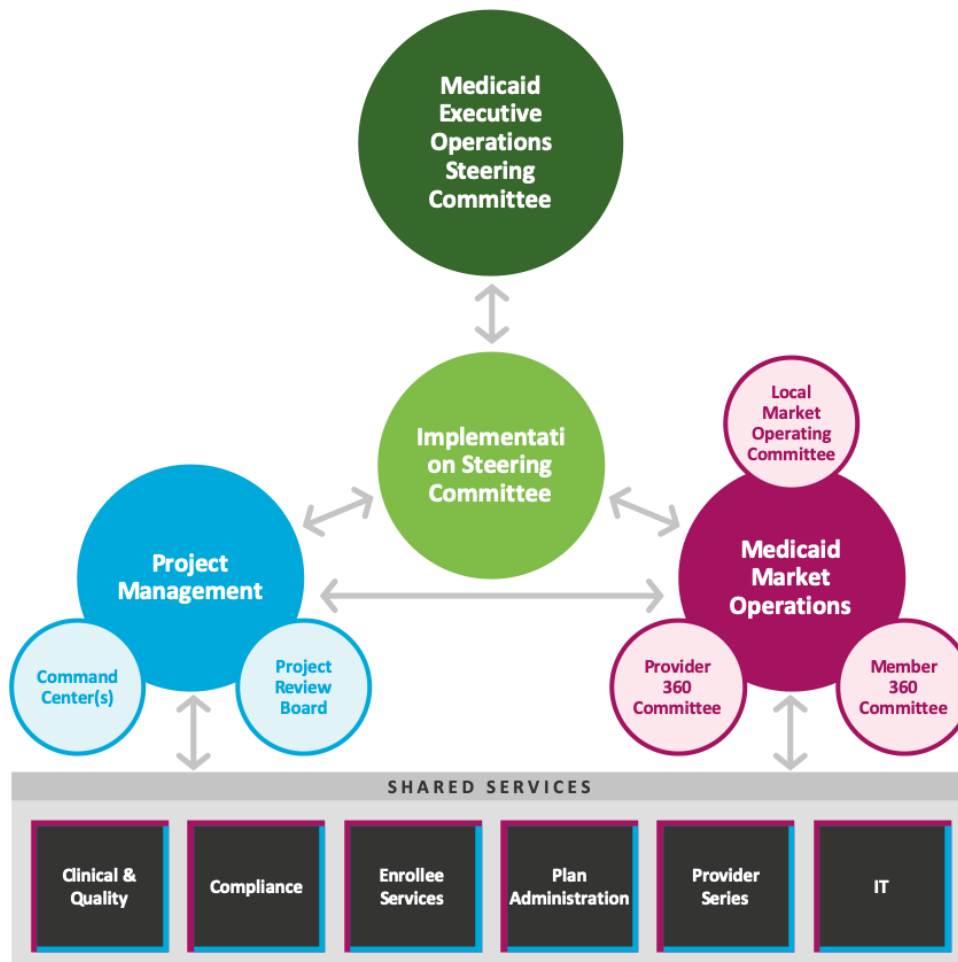 Medicaid
Executive
Operations
Steering
Committee
Implementati
on Steering
Committee
Local
Market
Operating
Committee
Project
Management
Medicaid
Market
Operations
Command
Center(s)
Project
Review
Board
Provider
360
Committee
Member
360
Committee
SHARED SERVICES
Clinical &
Quality
Compliance
Enrollee
Services
Plan
Administration
Provider
Series
IT